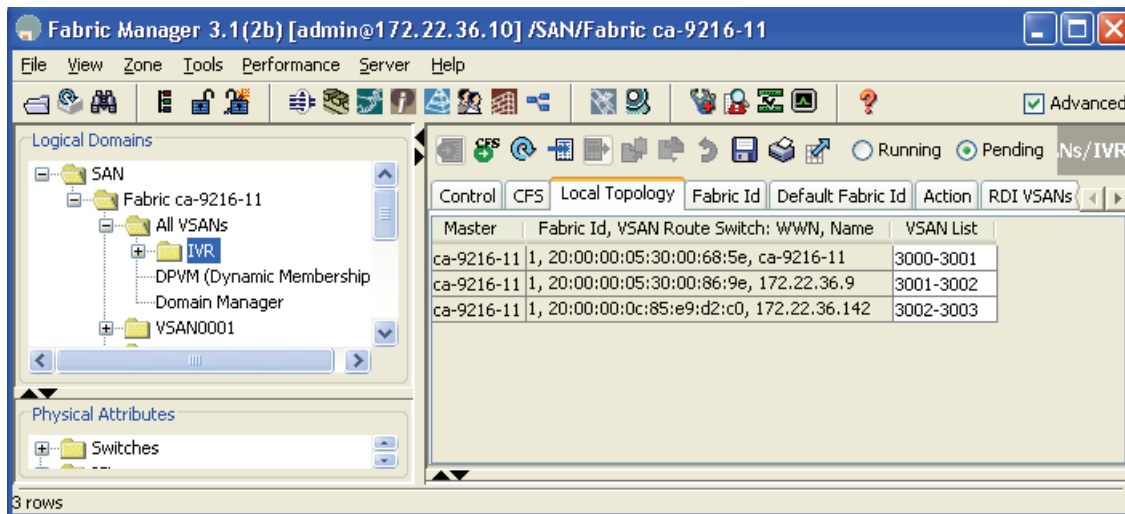 Fabric Manager 3.1(2b) [admin@172.22.36.10] /SAN/Fabric ca-9216-11
File View Zone Tools Performance Server Help
Advanced
Logical Domains
SAN
Fabric ca-9216-11
All VSANs
IVR
DPVM (Dynamic Membership
Domain Manager
VSAN0001
Physical Attributes
Switches
CFS Running Pending .Ns/IVR
Control CFS Local Topology Fabric Id Default Fabric Id Action RDI VSANs
Master Fabric Id, VSAN Route Switch: WWN, Name VSAN List
ca-9216-11 1, 20:00:00:05:30:00:68:5e, ca-9216-11 3000-3001
ca-9216-11 1, 20:00:00:05:30:00:86:9e, 172.22.36.9 3001-3002
ca-9216-11 1, 20:00:00:0c:85:e9:d2:c0, 172.22.36.142 3002-3003
3 rows